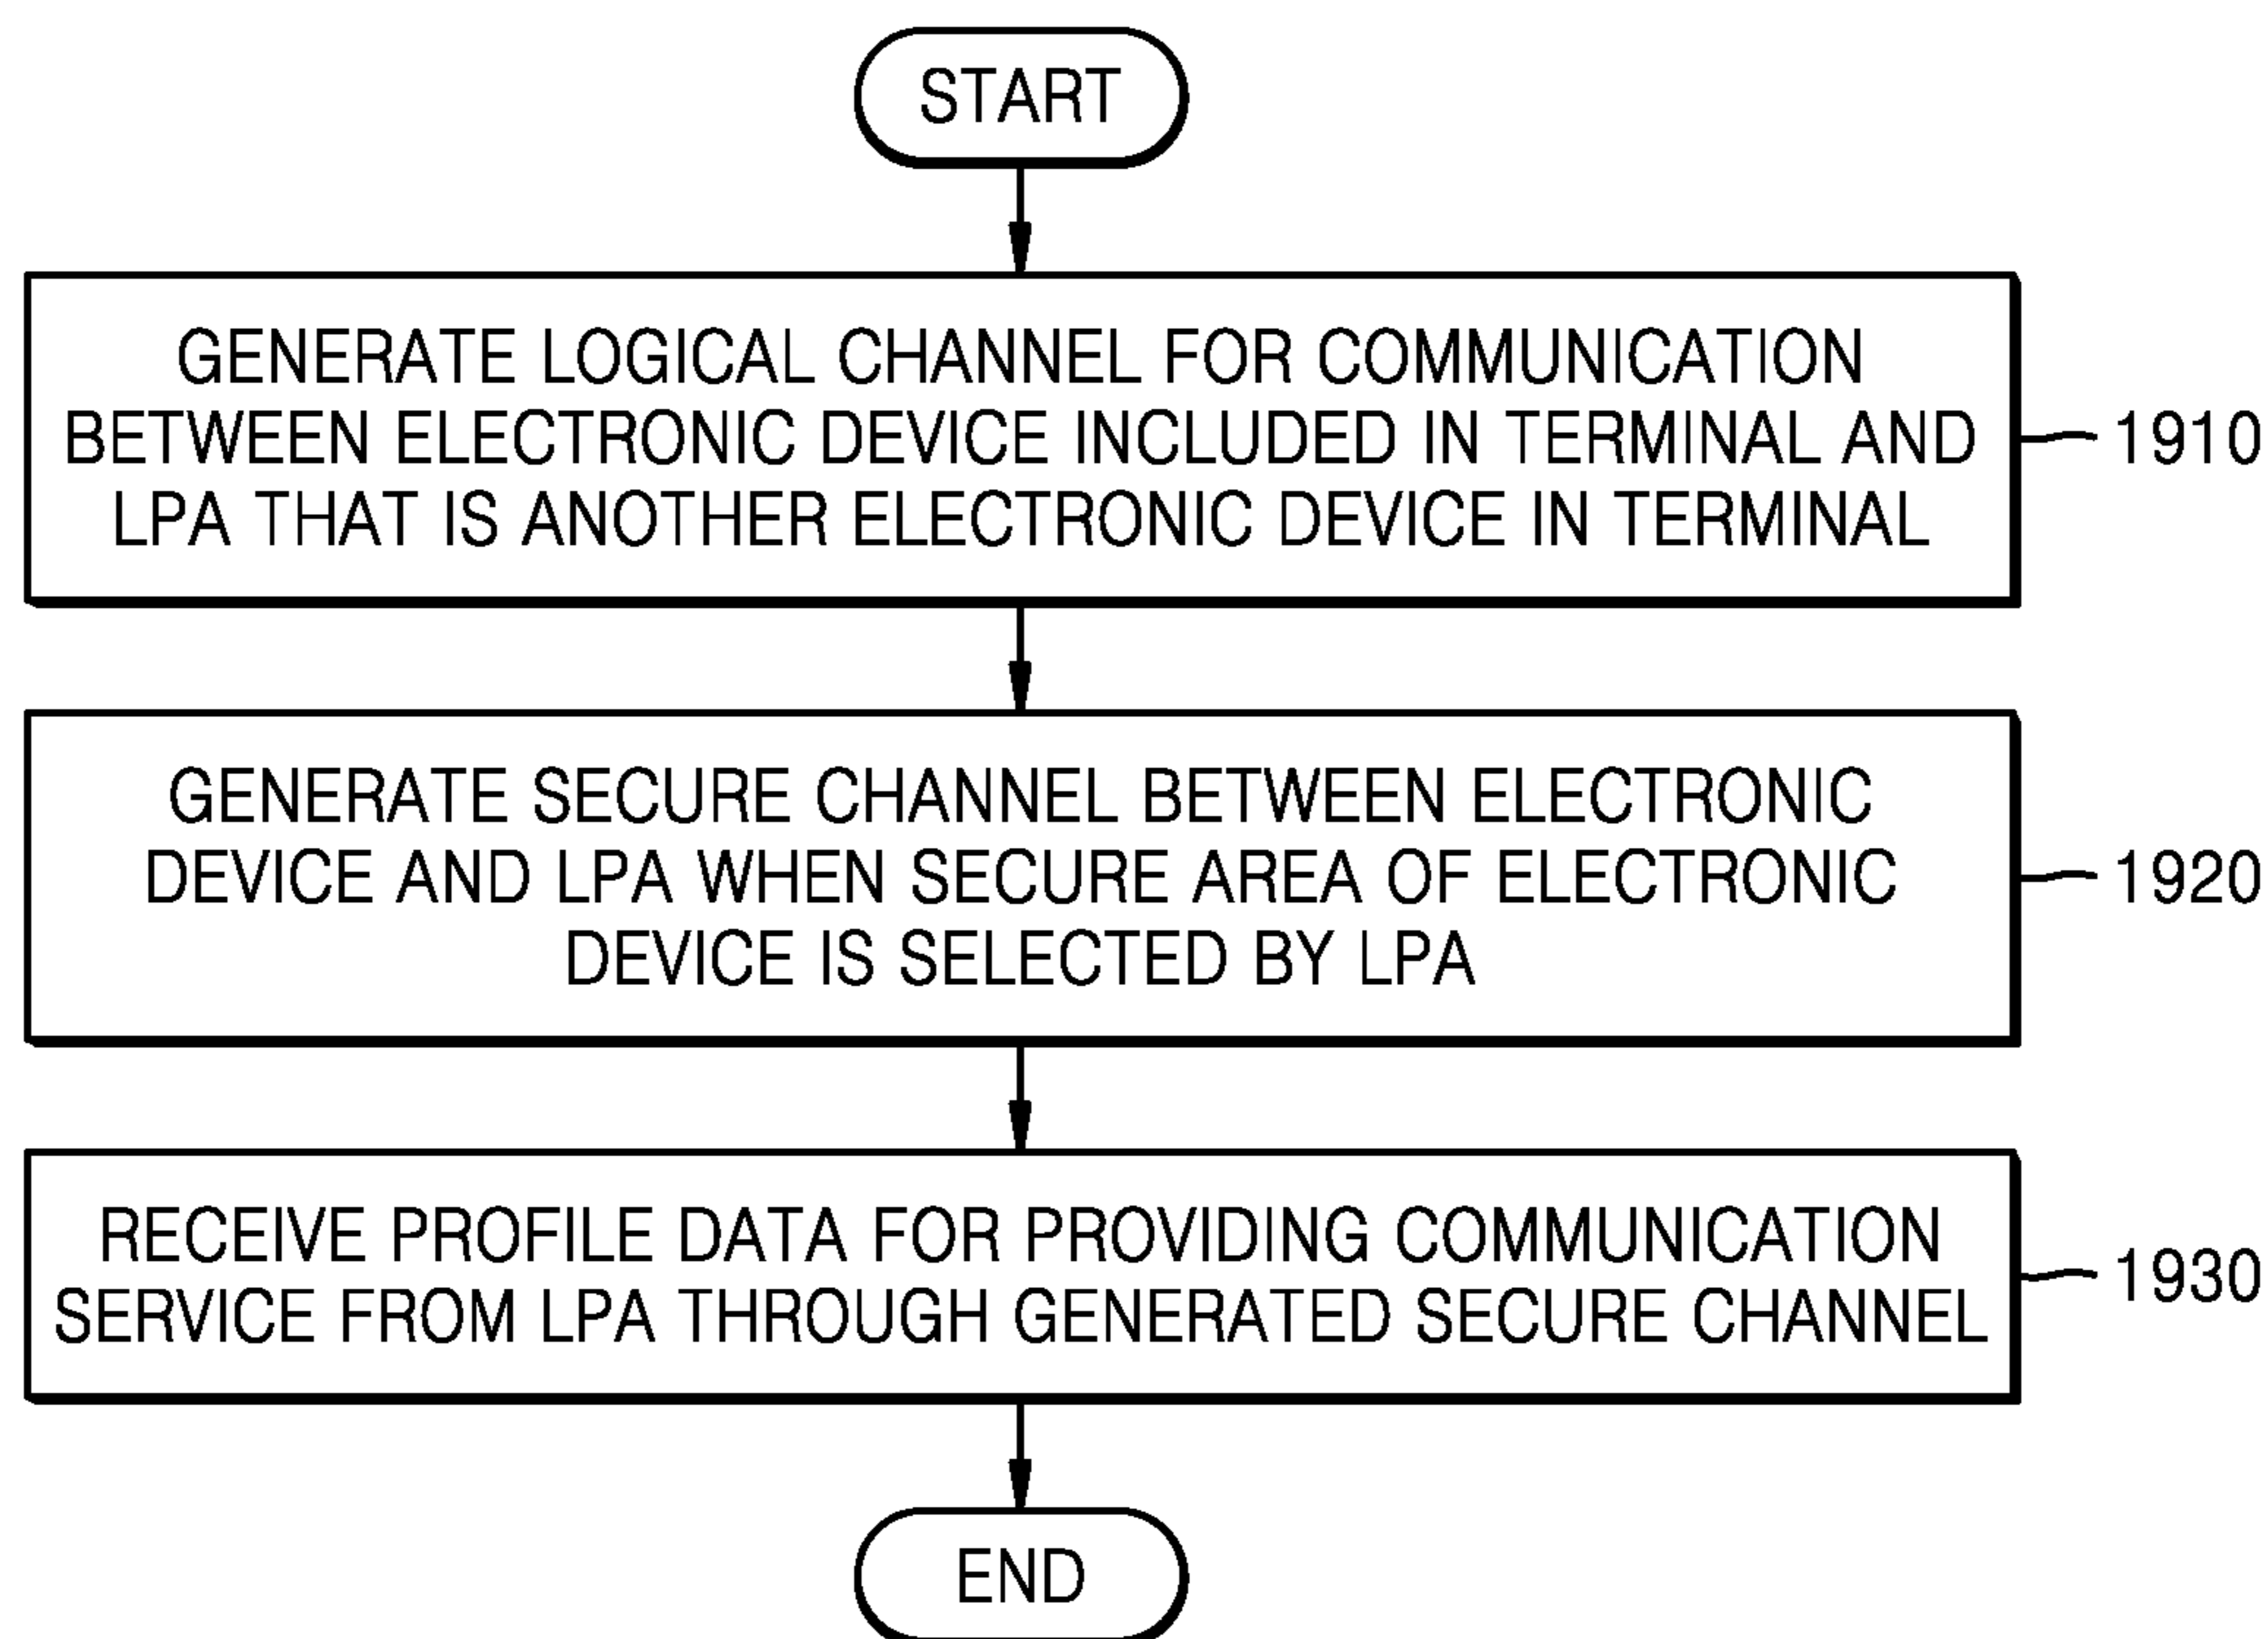 START
GENERATE LOGICAL CHANNEL FOR COMMUNICATION
BETWEEN ELECTRONIC DEVICE INCLUDED IN TERMINAL AND
LPA THAT IS ANOTHER ELECTRONIC DEVICE IN TERMINAL
1910
GENERATE SECURE CHANNEL BETWEEN ELECTRONIC
DEVICE AND LPA WHEN SECURE AREA OF ELECTRONIC
DEVICE IS SELECTED BY LPA
1920
RECEIVE PROFILE DATA FOR PROVIDING COMMUNICATION
SERVICE FROM LPA THROUGH GENERATED SECURE CHANNEL
1930
END